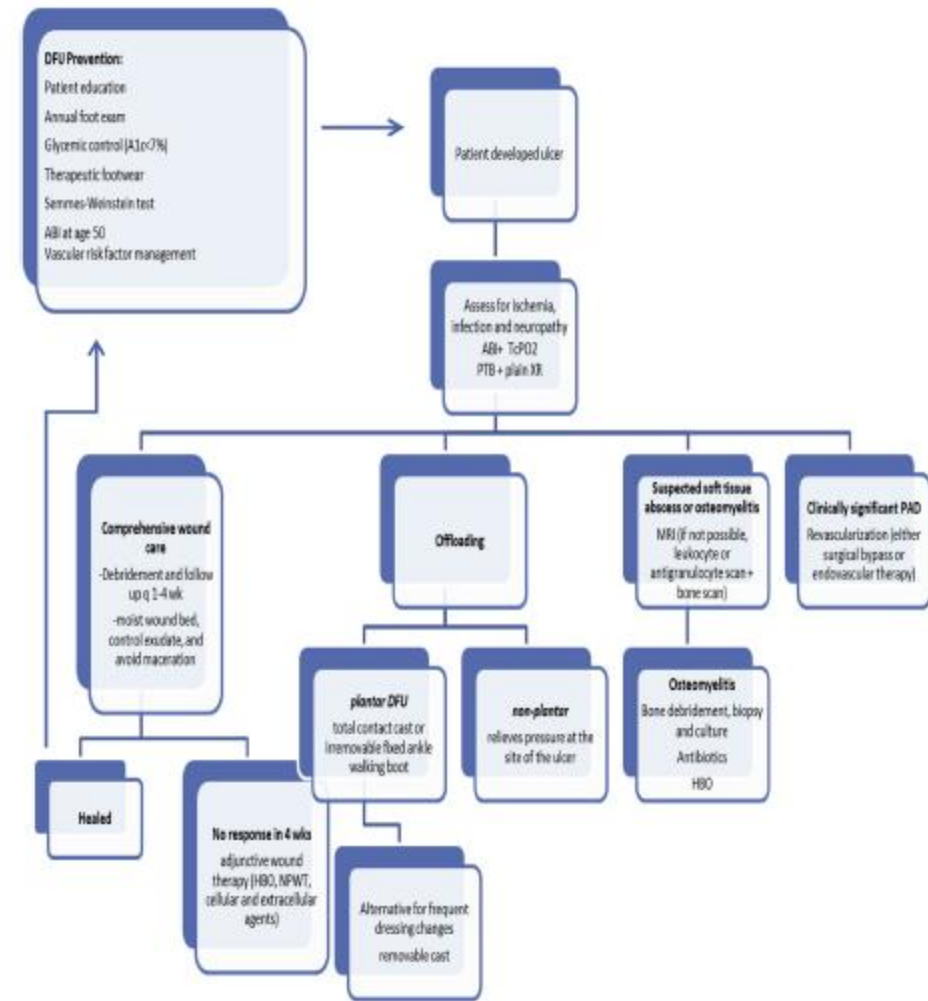 DFU Prevention:
Patient education
Annual foot exam
Glycemic control (A1c<7%)
Therapeutic footwear
Semmes-Weinstein test
ABI at age 50
Vascular risk factor management
Patient developed ulcer
Assess for ischemia,
infection and neuropathy
ABI+ TcPO2
PTB + plain XR
Comprehensive wound
care
-Debridement and follow
up q 1-4 wk
-moist wound bed,
control exudate, and
avoid maceration
Offloading
Suspected soft tissue
abscess or osteomyelitis
MRI (if not possible,
leukocyte or
antigranulocyte scan +
bone scan)
Clinically significant PAD
Revascularization (either
surgical bypass or
endovascular therapy)
Healed
No response in 4 wks
adjunctive wound
therapy (HBO, NPWT,
cellular and extracellular
agents)
plantar DFU
total contact cast or
irremovable fixed ankle
walking boot
non-plantar
relieves pressure at the
site of the ulcer
Osteomyelitis
Bone debridement, biopsy
and culture
Antibiotics
HBO
Alternative for frequent
dressing changes
removable cast